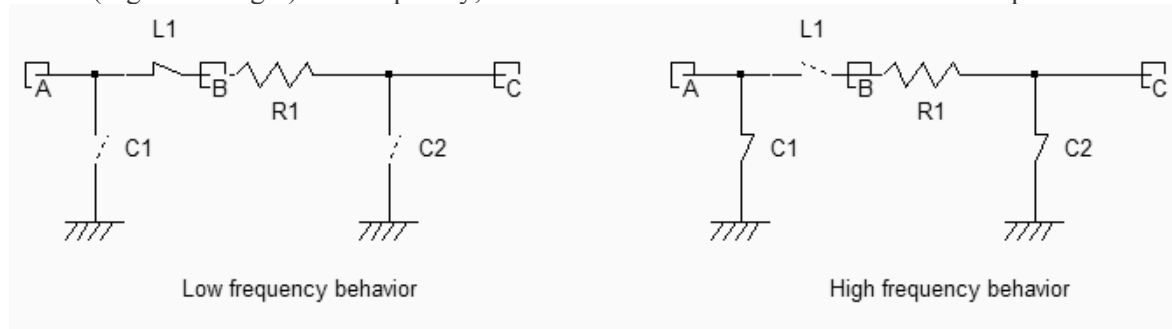 L1
A
B
R1
C
C1
C2
Low frequency behavior
L1
A
B
R1
C
C1
C2
High frequency behavior